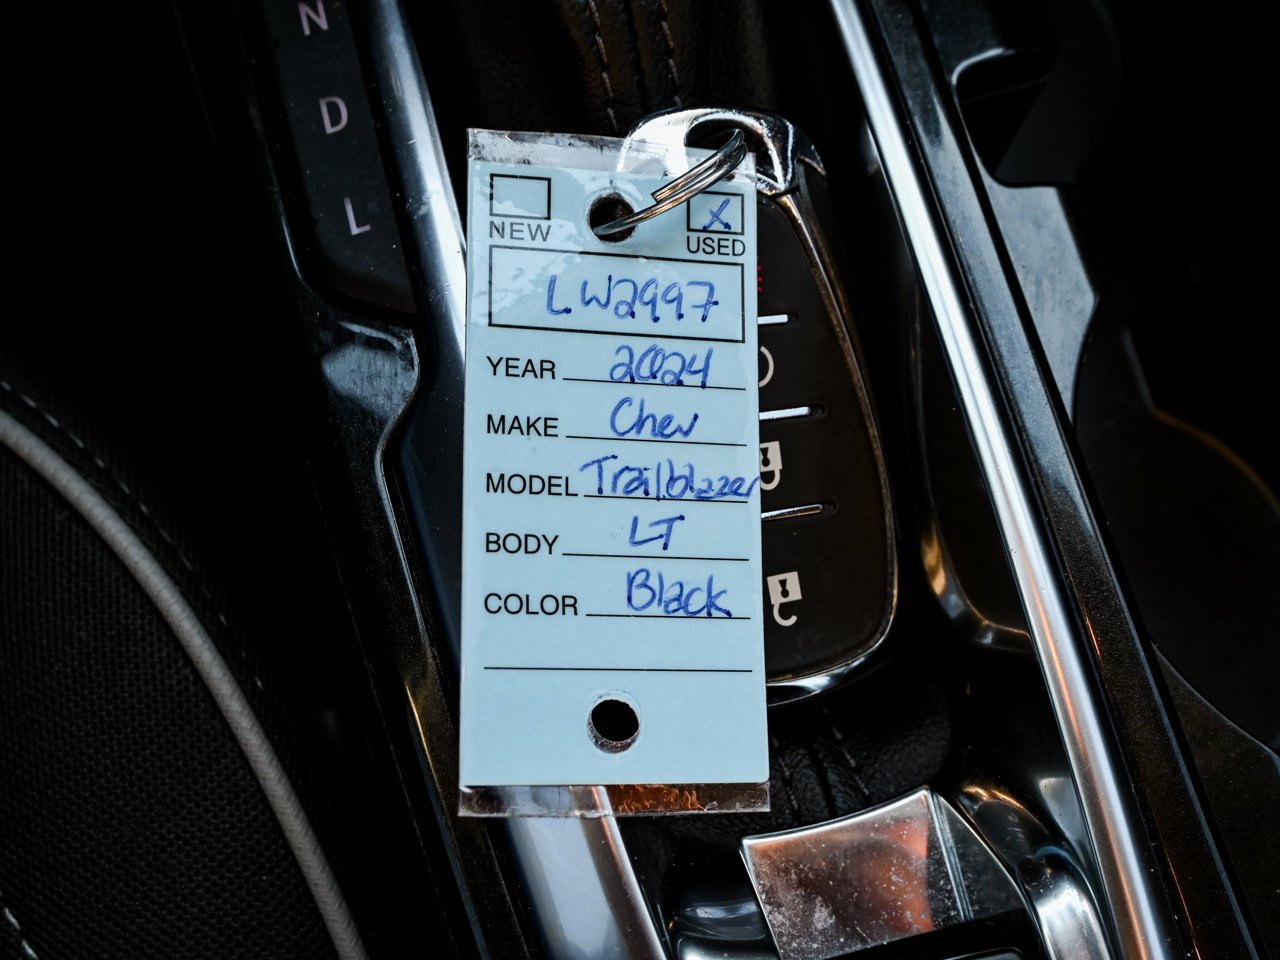 N
D
L
X
NEW USED
LW2997
YEAR 2024
MAKE Chev
MODEL Trailblazer
BODY LT
COLOR Black